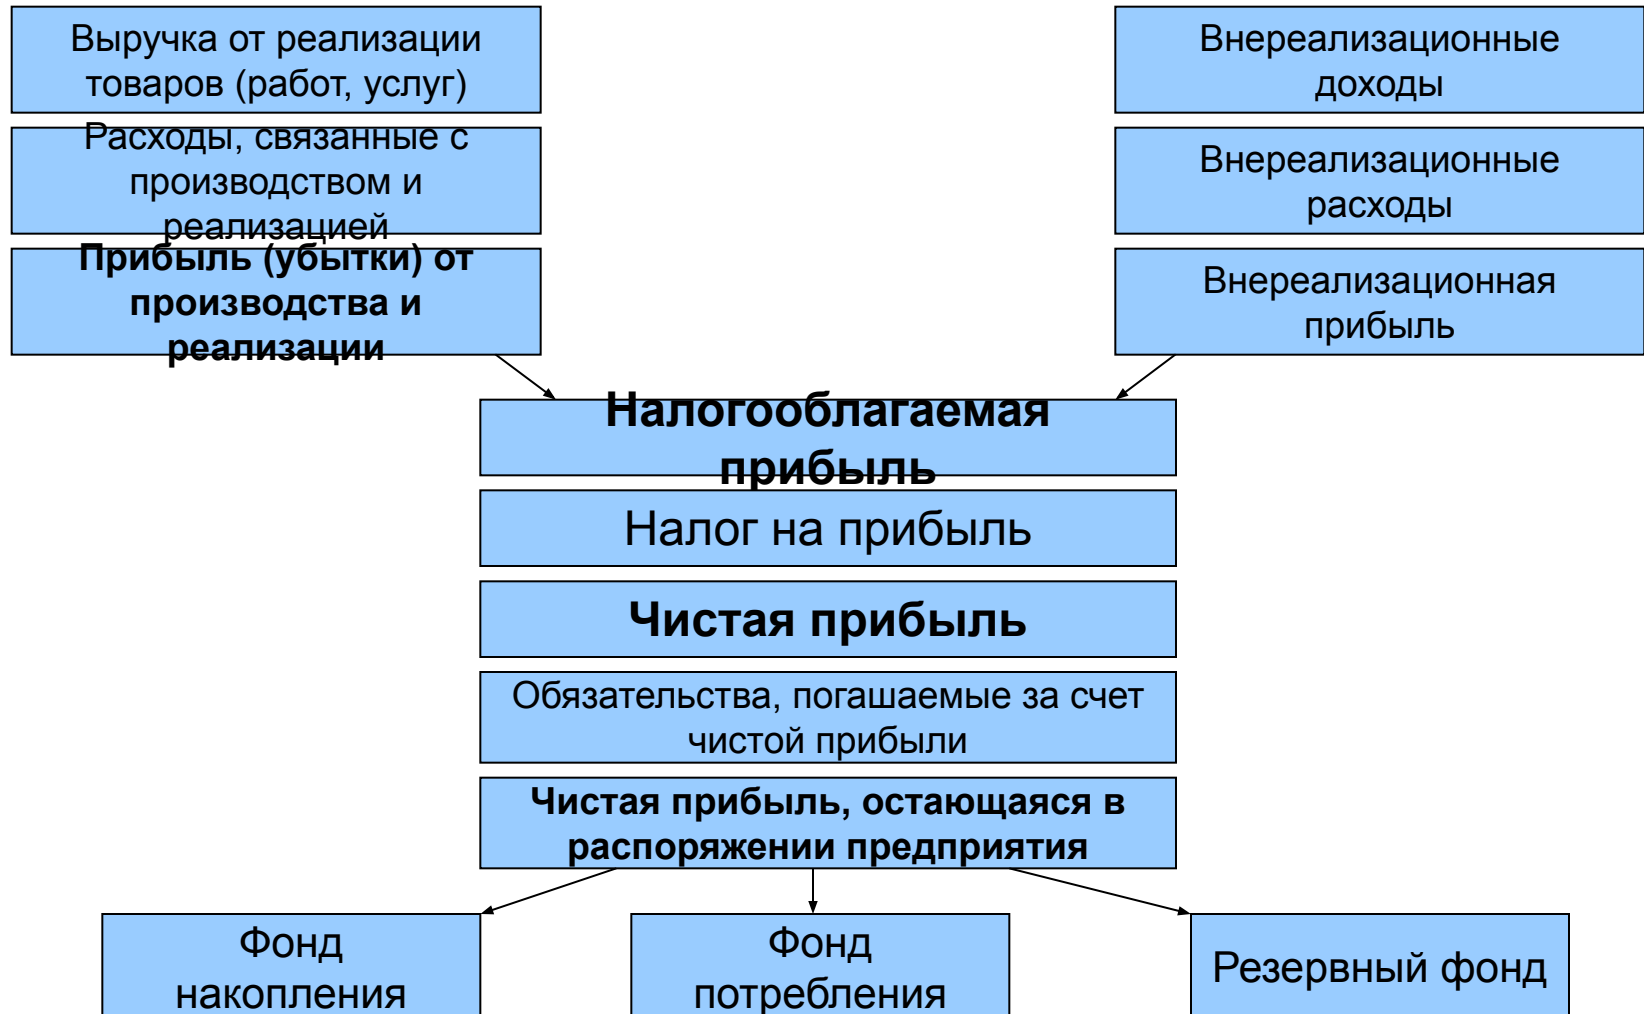 Выручка от реализации
товаров (работ, услуг)
Расходы, связанные с
производством и
реализацией
Прибыль (убытки) от
производства и
реализации
Внереализационные
доходы
Внереализационные
расходы
Внереализационная
прибыль
Налогооблагаемая
прибыль
Налог на прибыль
Чистая прибыль
Обязательства, погашаемые за счет
чистой прибыли
Чистая прибыль, остающаяся в
распоряжении предприятия
Фонд
накопления
Фонд
потребления
Резервный фонд